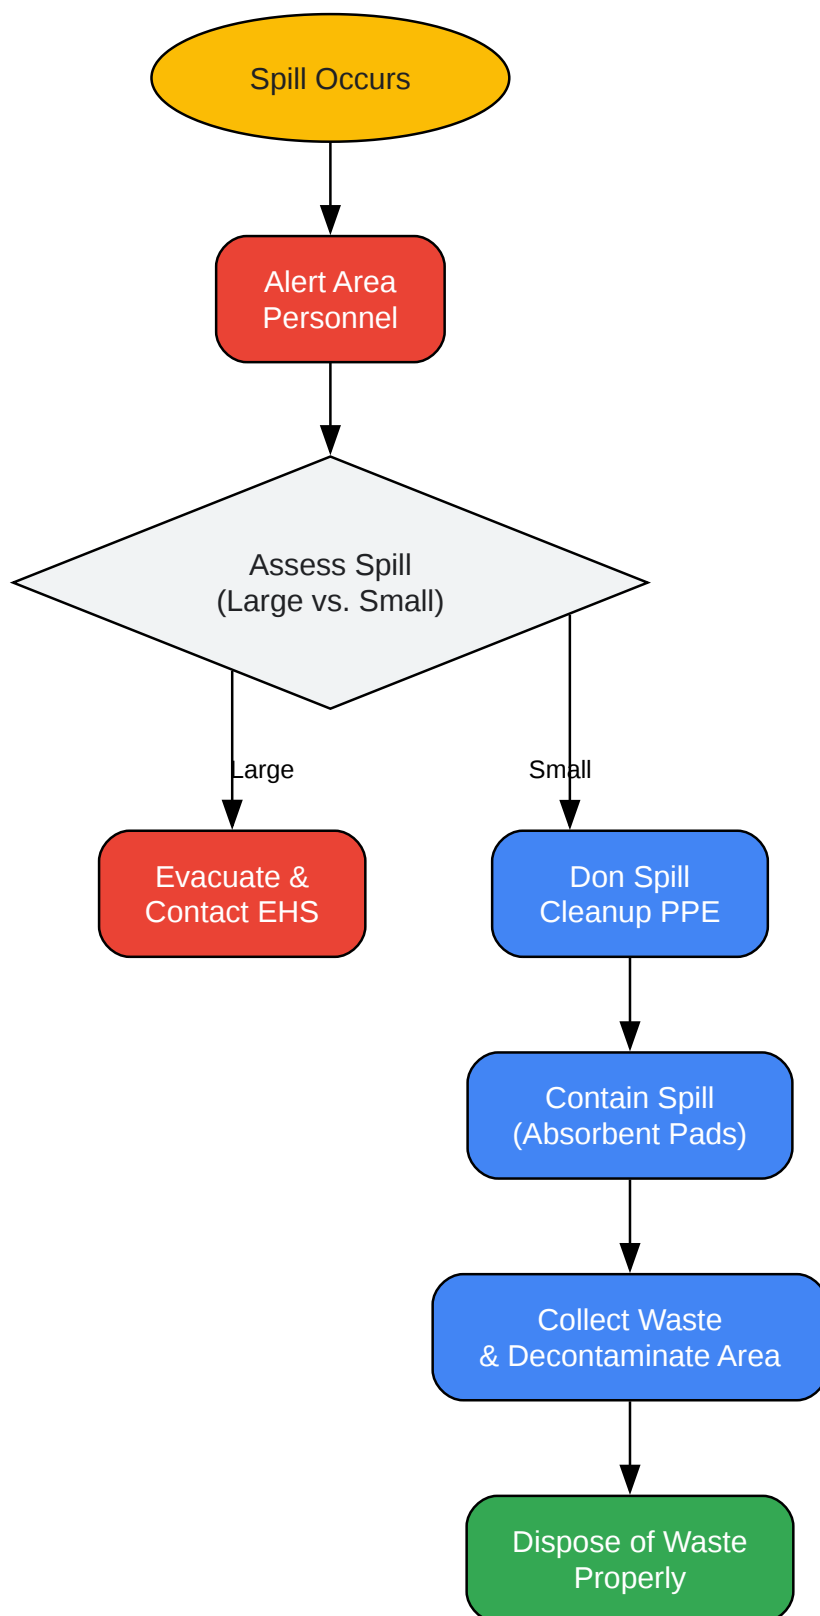 Spill Occurs
Alert Area
Personnel
Assess Spill
(Large vs. Small)
Large
Small
Evacuate &
Contact EHS
Don Spill
Cleanup PPE
Contain Spill
(Absorbent Pads)
Collect Waste
& Decontaminate Area
Dispose of Waste
Properly